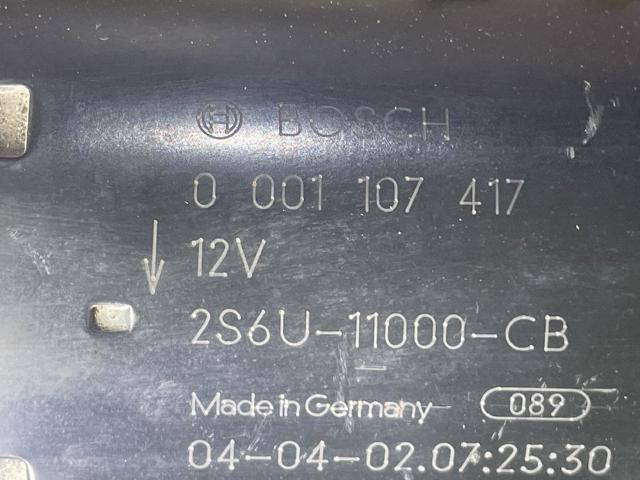 BOSCH
0 001 107 417
12V
2S6U-11000-CB
Made in Germany 089
04-04-02.07:25:30